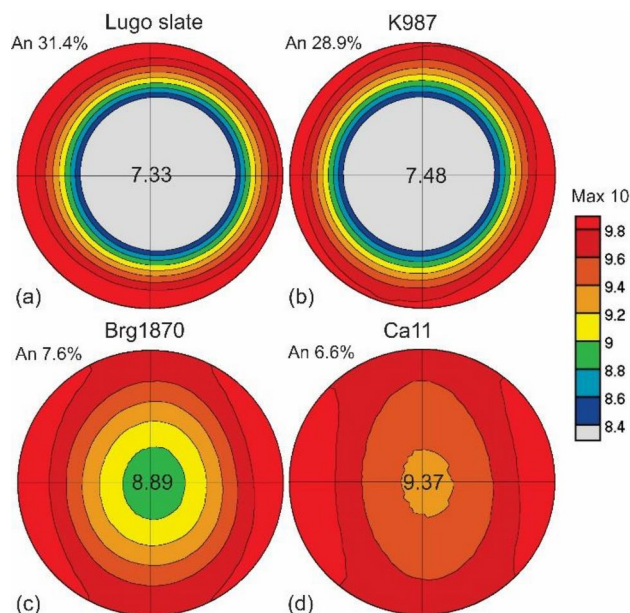 Lugo slate
K987
An 31.4%
An 28.9%
7.33
7.48
(a)
(b)
Max 10
9.8
9.6
9.4
9.2
9
8.8
8.6
8.4
Brg1870
Ca11
An 7.6%
An 6.6%
8.89
9.37
(c)
(d)